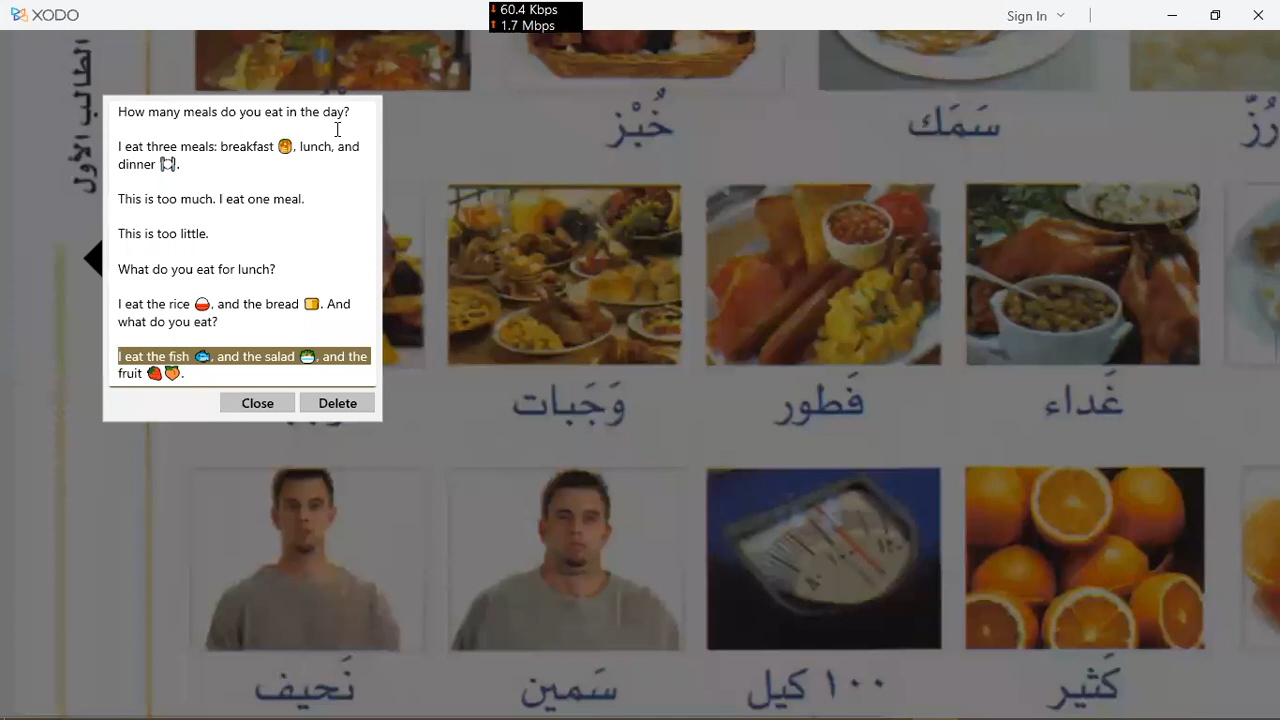 XODO
60.4 Kbps
1.7 Mbps
Sign In
الطالب الأول
How many meals do you eat in the day?
I eat three meals: breakfast 🥞, lunch, and
dinner 🍽.
This is too much. I eat one meal.
This is too little.
What do you eat for lunch?
I eat the rice 🍚, and the bread 🍞. And
what do you eat?
I eat the fish 🐟, and the salad 🥗, and the
fruit 🍓🍑.
Close
Delete
رُزّ
سَمَك
خُبْز
غَداء
فَطور
وَجَبات
كَثير
١٠٠ كيل
سَمين
نَحيف